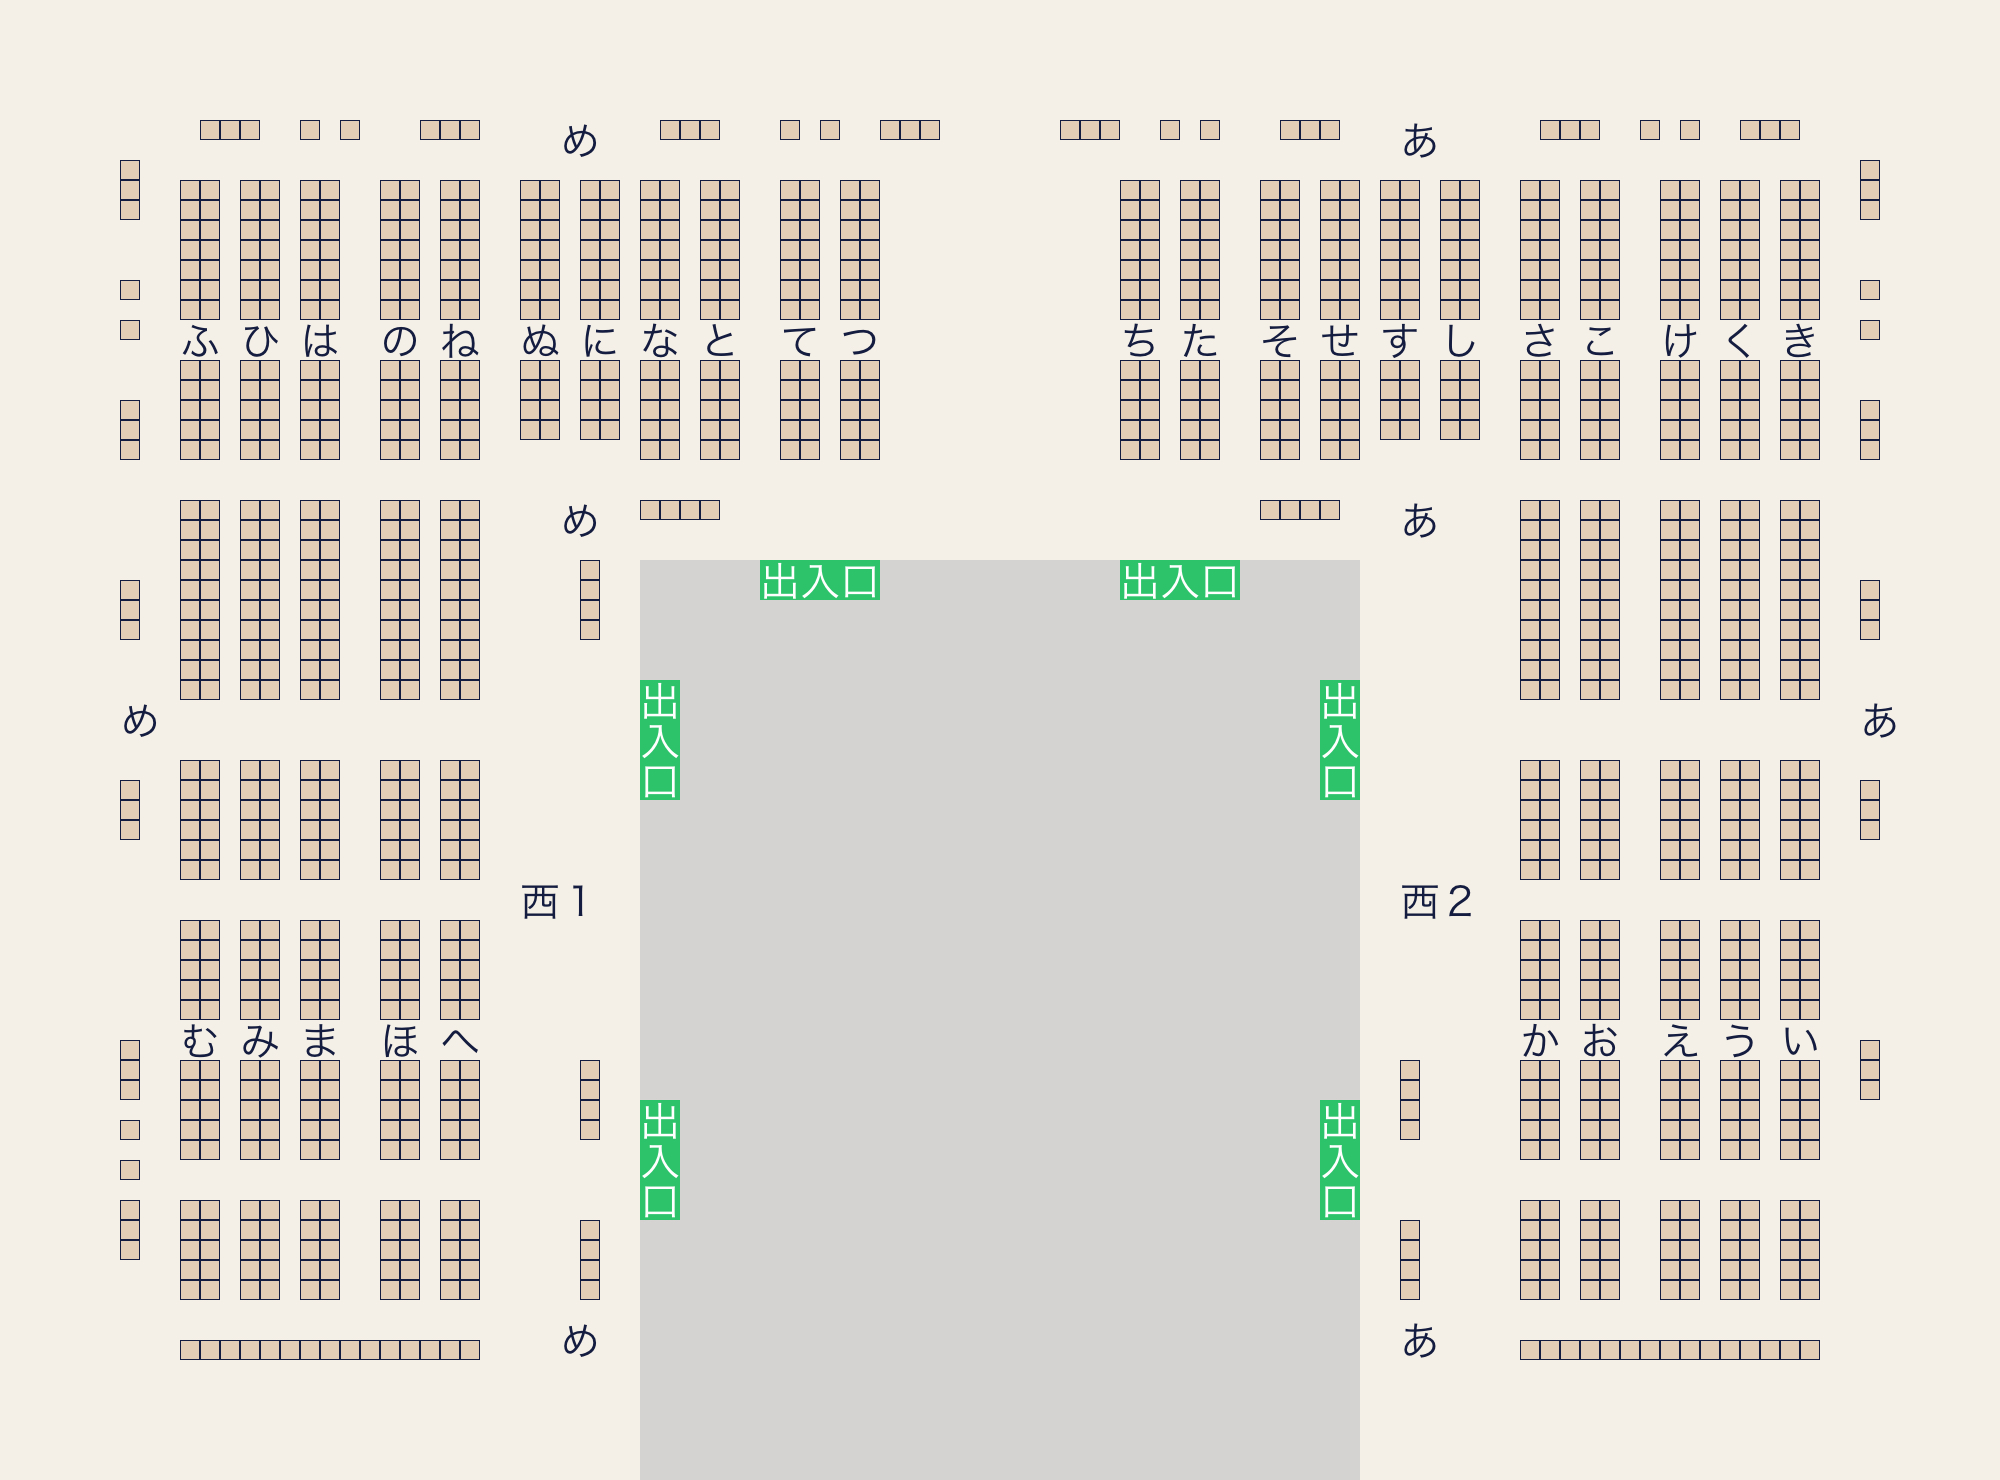 め
あ
ふ ひ は の ね ぬ に な と て つ ち た そ せ す し さ こ け く き
め
あ
出入口
出入口
出入口
出入口
め
あ
西1
西2
む み ま ほ へ
か お え う い
出入口
出入口
め
あ